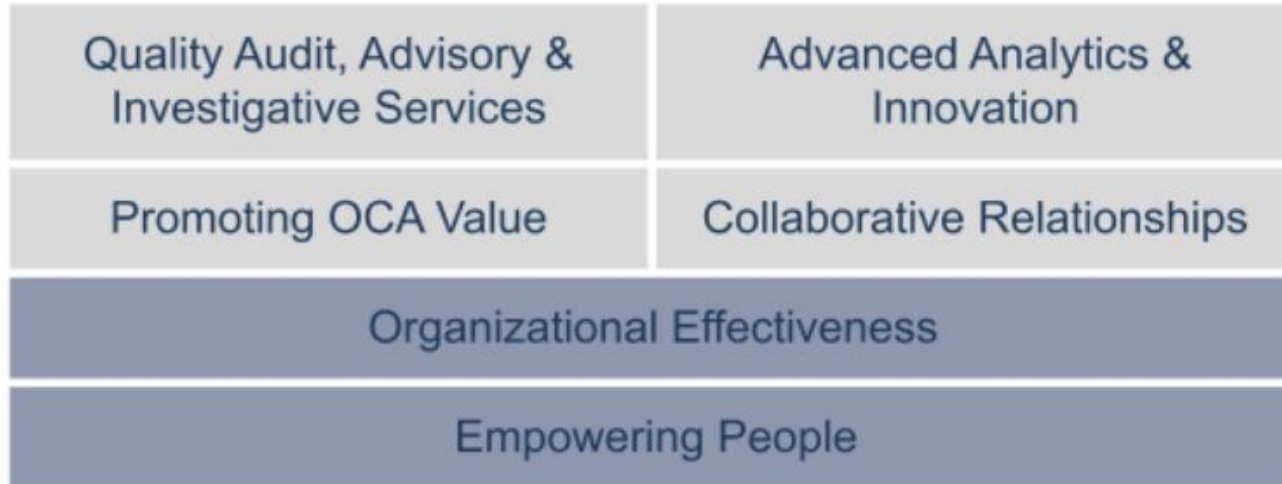 Quality Audit, Advisory &
Investigative Services
Advanced Analytics &
Innovation
Promoting OCA Value
Collaborative Relationships
Organizational Effectiveness
Empowering People